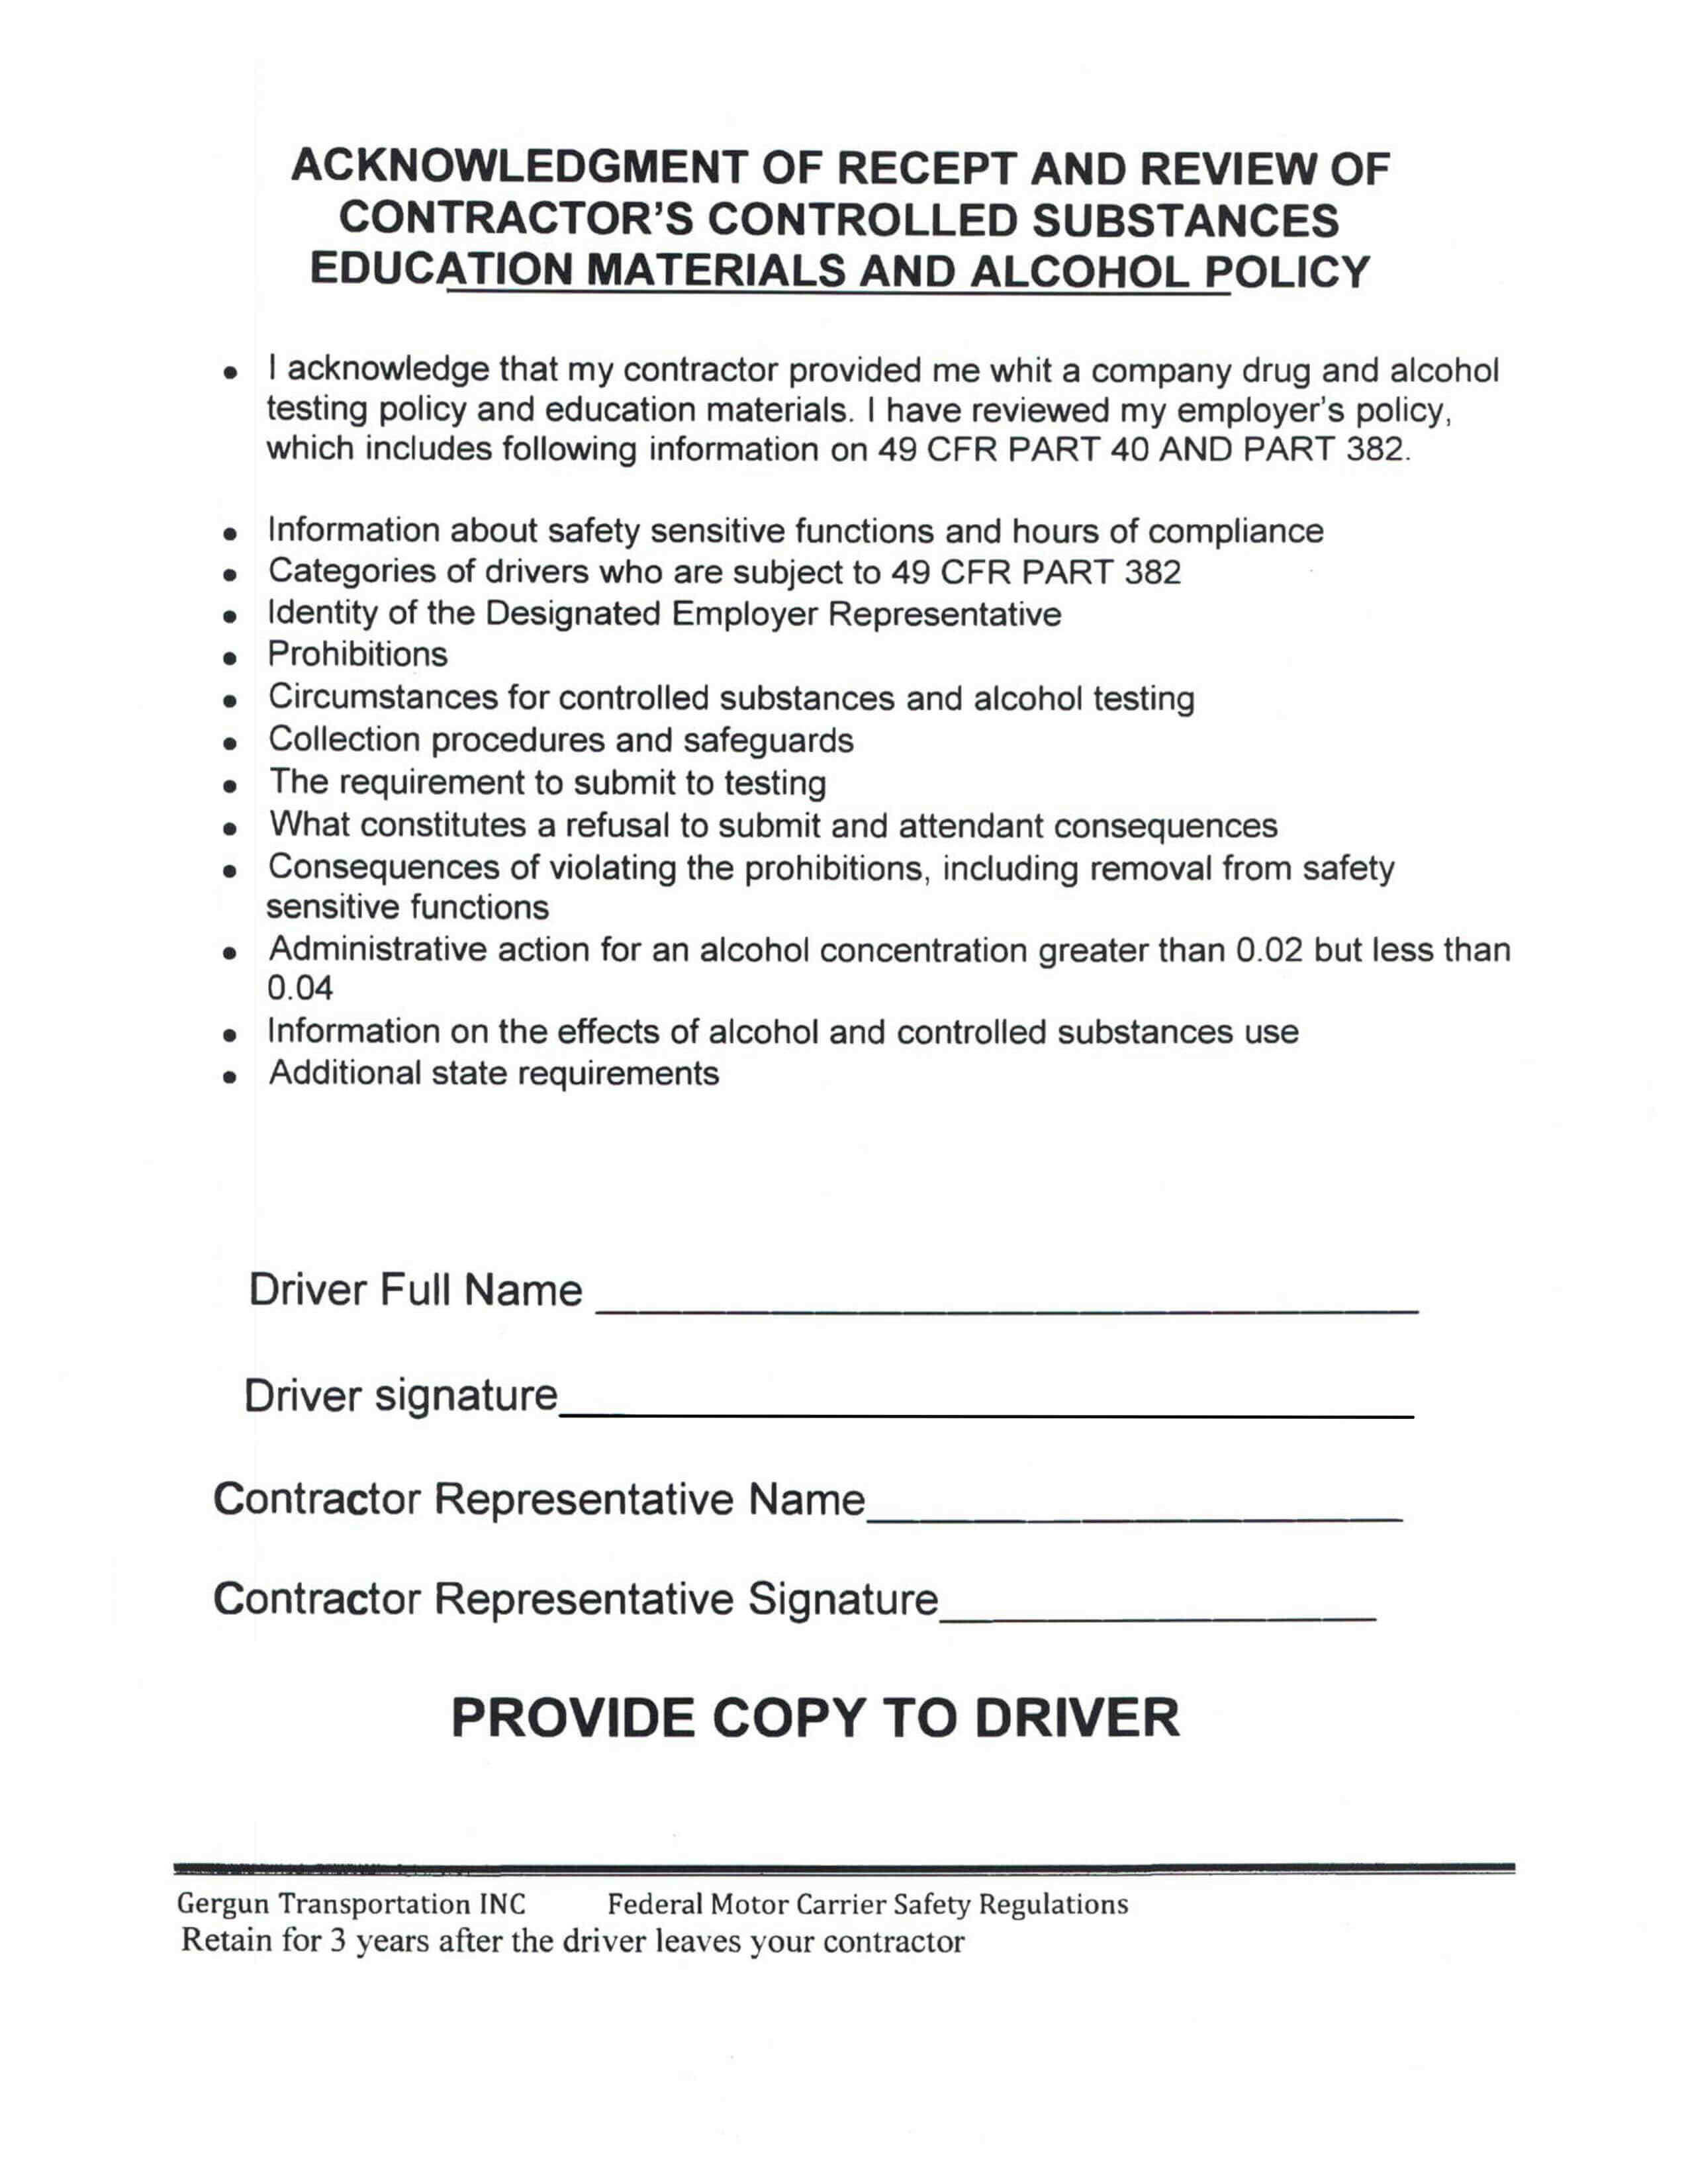 ACKNOWLEDGMENT OF RECEPT AND REVIEW OF
CONTRACTOR'S CONTROLLED SUBSTANCES
EDUCATION MATERIALS AND ALCOHOL POLICY
• I acknowledge that my contractor provided me whit a company drug and alcohol
testing policy and education materials. I have reviewed my employer's policy,
which includes following information on 49 CFR PART 40 AND PART 382.
• Information about safety sensitive functions and hours of compliance
• Categories of drivers who are subject to 49 CFR PART 382
• Identity of the Designated Employer Representative
• Prohibitions
• Circumstances for controlled substances and alcohol testing
• Collection procedures and safeguards
• The requirement to submit to testing
• What constitutes a refusal to submit and attendant consequences
• Consequences of violating the prohibitions, including removal from safety
sensitive functions
• Administrative action for an alcohol concentration greater than 0.02 but less than
0.04
• Information on the effects of alcohol and controlled substances use
• Additional state requirements
Driver Full Name
Driver signature
Contractor Representative Name
Contractor Representative Signature
PROVIDE COPY TO DRIVER
Gergun Transportation INC Federal Motor Carrier Safety Regulations
Retain for 3 years after the driver leaves your contractor